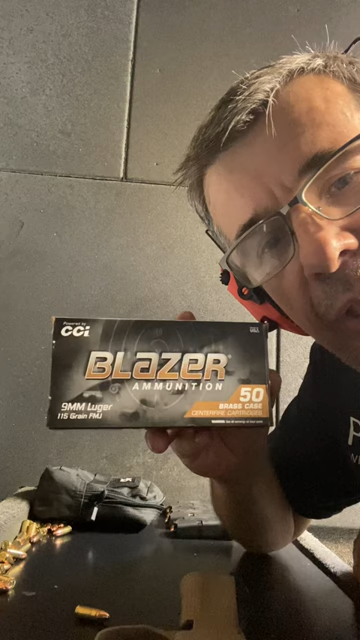 Powered by
CCI
BLAZER
AMMUNITION
9MM Luger
115 Grain FMJ
50
BRASS CASE
CENTERFIRE CARTRIDGES